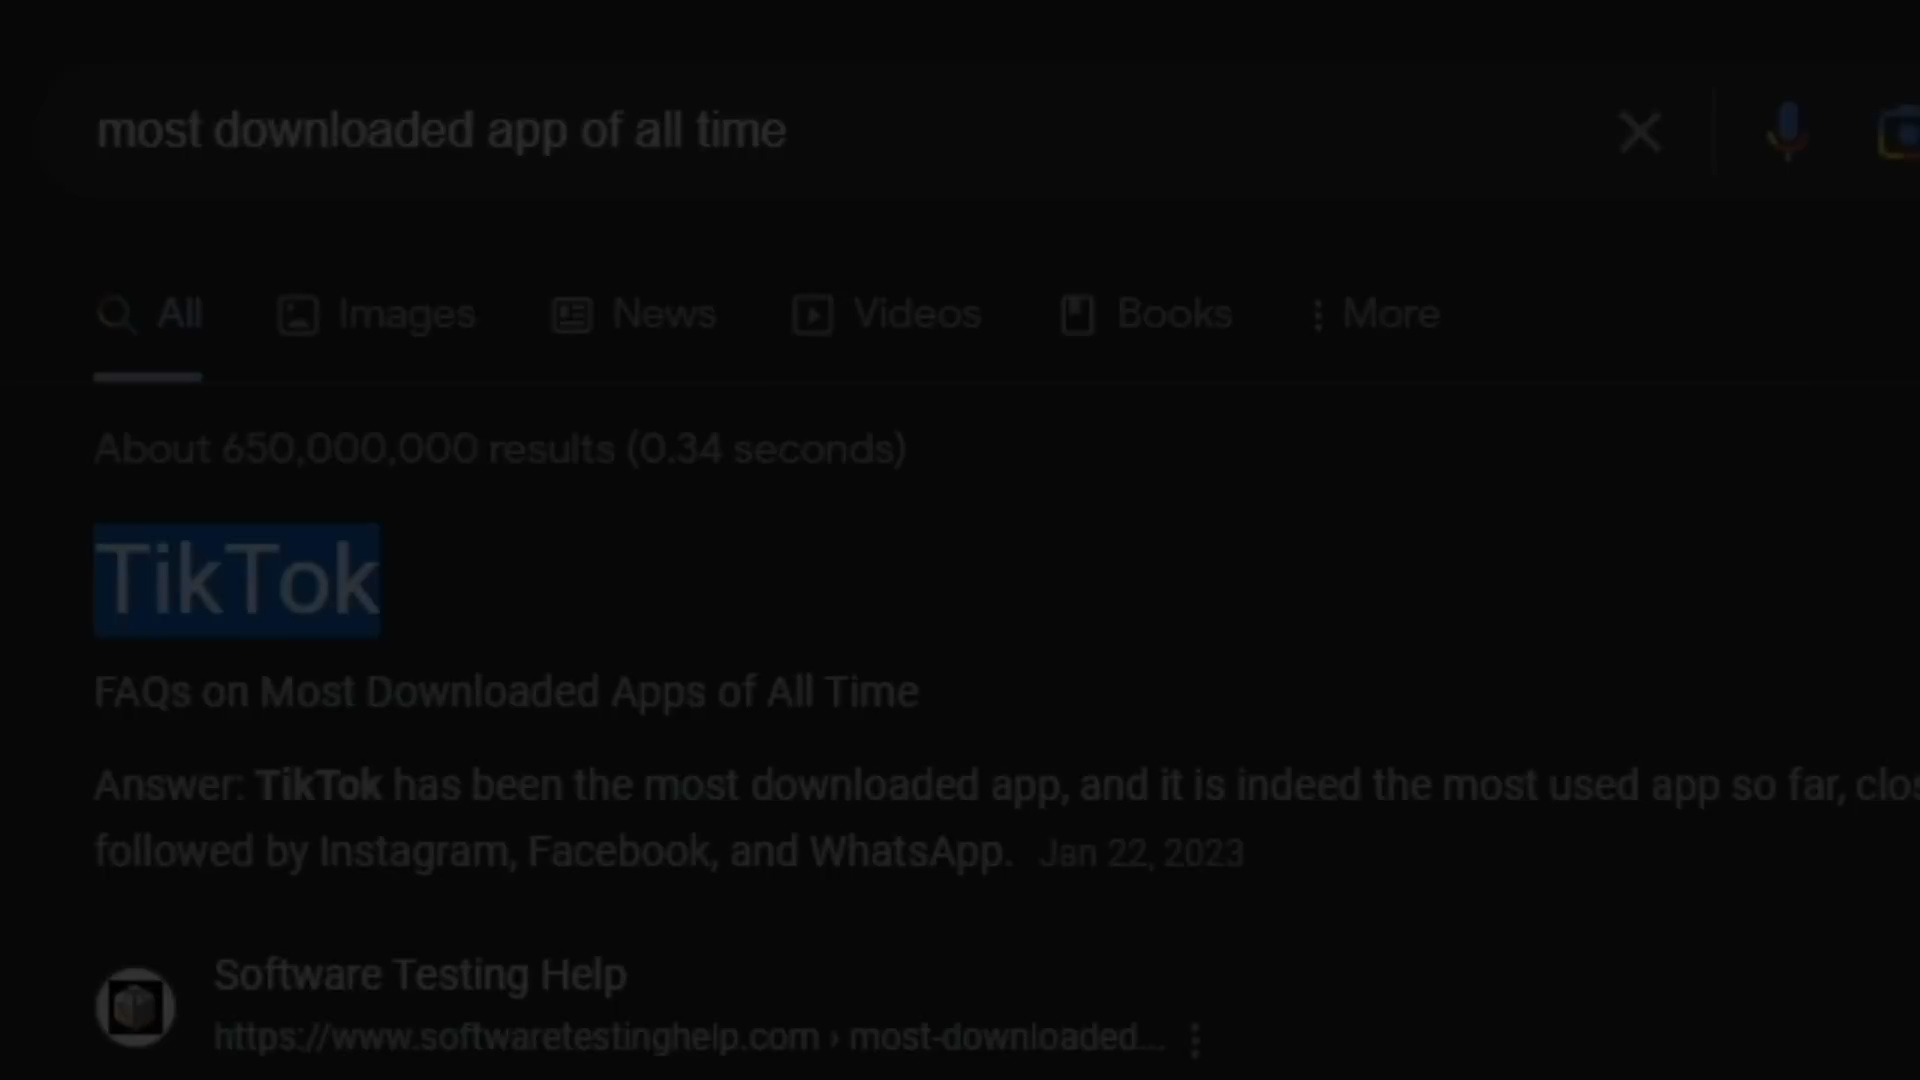 most downloaded app of all time
All Images News Videos Books More
About 650,000,000 results (0.34 seconds)
TikTok
FAQs on Most Downloaded Apps of All Time
Answer: TikTok has been the most downloaded app, and it is indeed the most used app so far, clos
followed by Instagram, Facebook, and WhatsApp. Jan 22, 2023
Software Testing Help
https://www.softwaretestinghelp.com › most-downloaded...